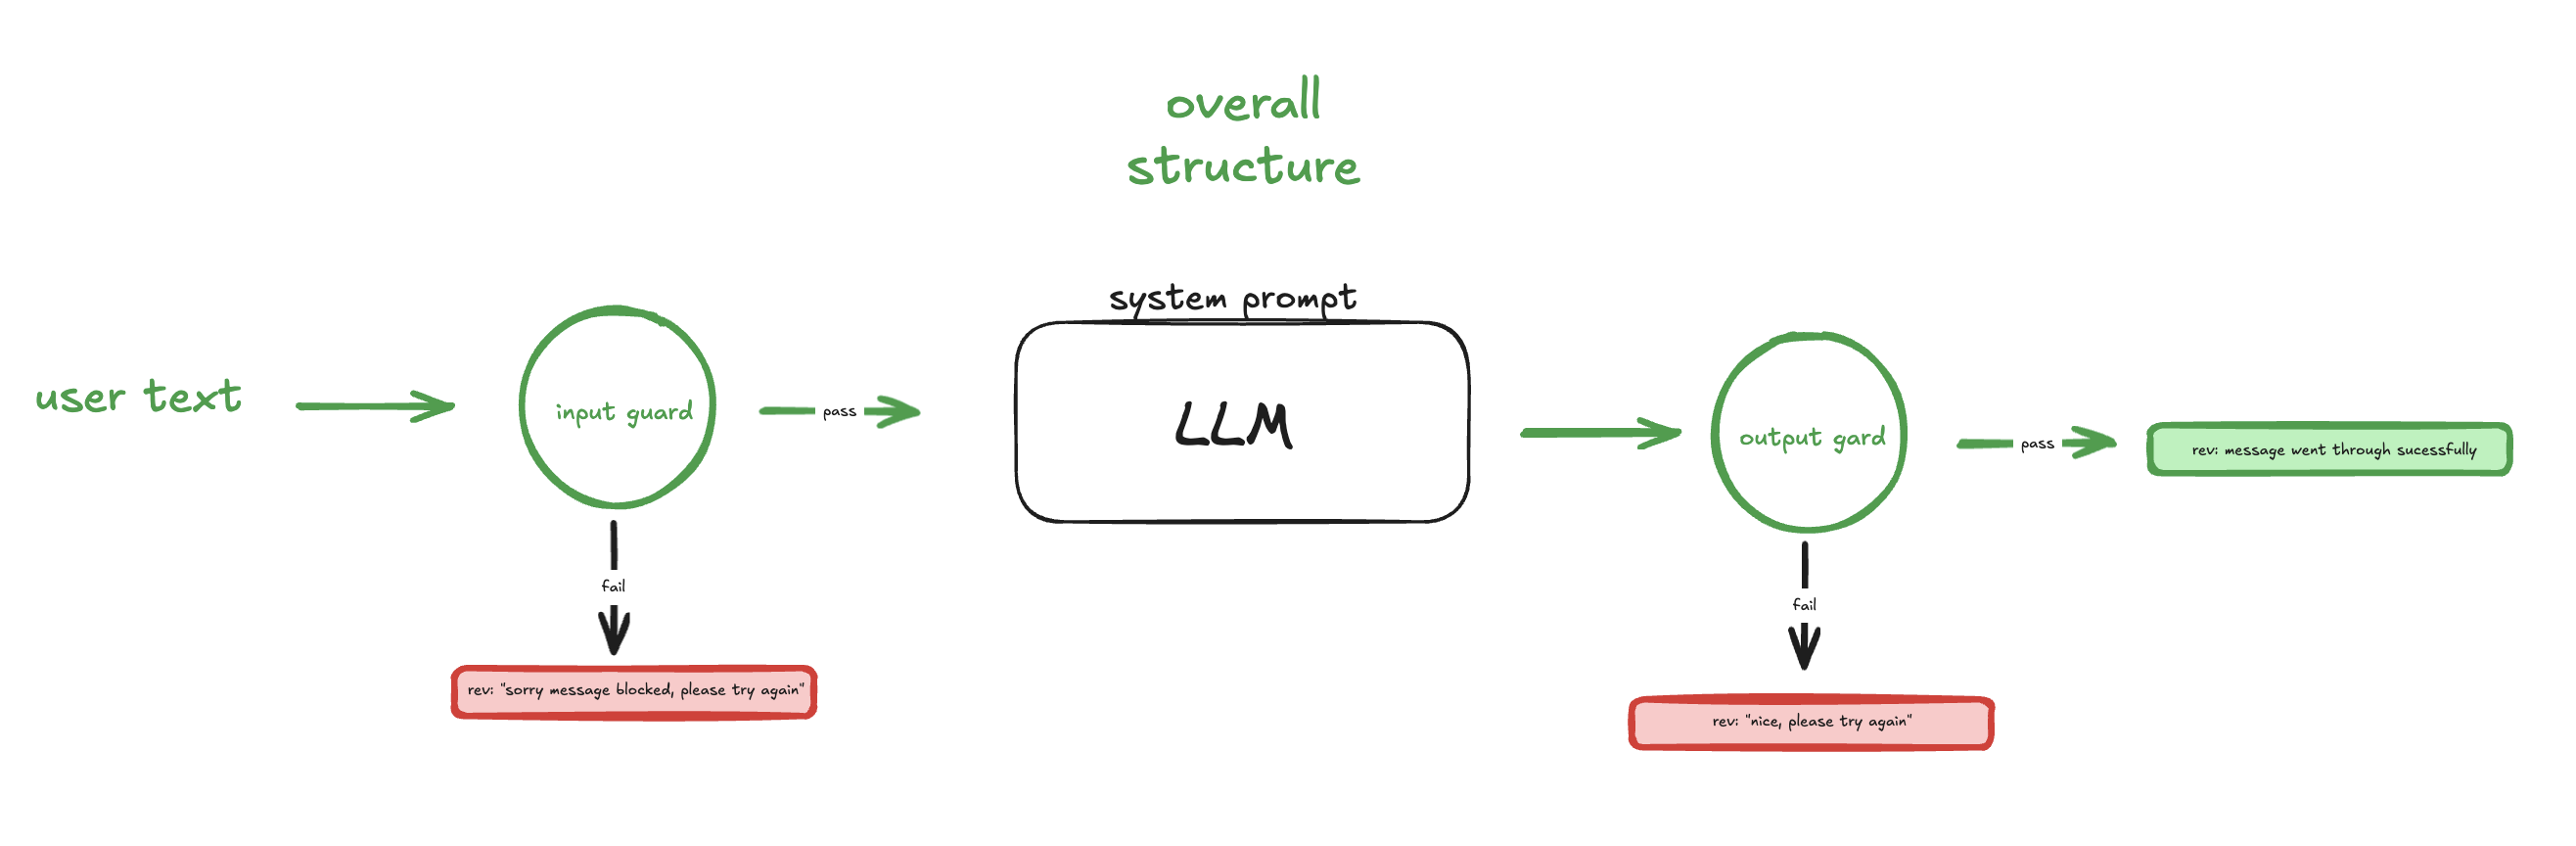 overall
structure
system prompt
LLM
user text
input guard
pass
output gard
pass
rev: message went through sucessfully
fail
fail
rev: "sorry message blocked, please try again"
rev: "nice, please try again"